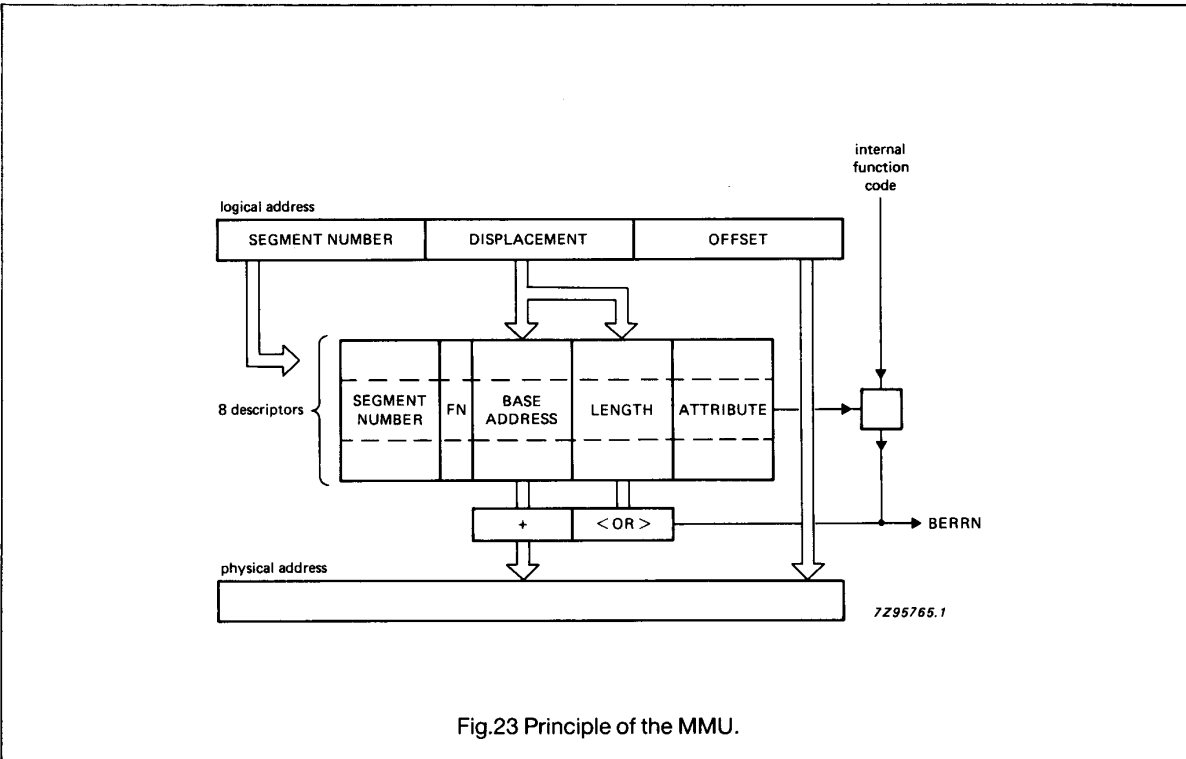 internal
function
code
logical address
SEGMENT NUMBER
DISPLACEMENT
OFFSET
8 descriptors
SEGMENT
NUMBER
FN
BASE
ADDRESS
LENGTH
ATTRIBUTE
+
<OR>
BERRN
physical address
7Z95765.1
Fig.23 Principle of the MMU.